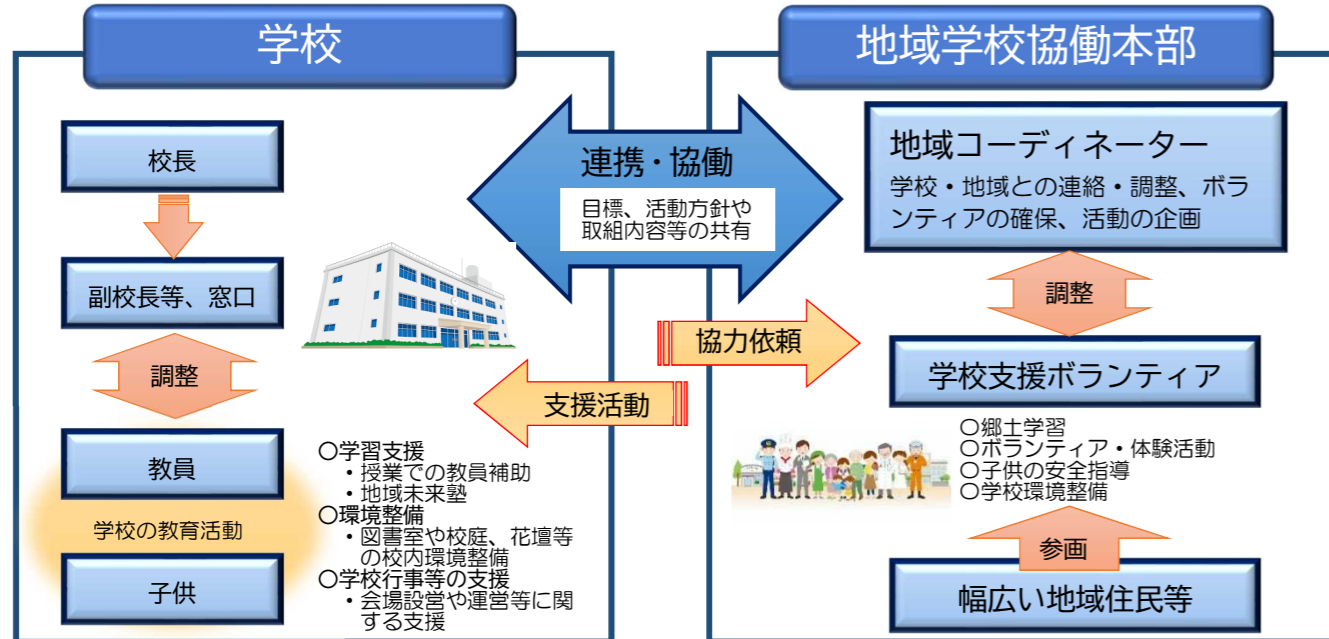 学校
校長
副校長等、窓口
調整
教員
学校の教育活動
子供
〇学習支援
・授業での教員補助
・地域未来塾
〇環境整備
・図書室や校庭、花壇等
の校内環境整備
〇学校行事等の支援
・会場設営や運営等に関
する支援
連携・協働
目標、活動方針や
取組内容等の共有
協力依頼
支援活動
地域学校協働本部
地域コーディネーター
学校・地域との連絡・調整、ボラ
ンティアの確保、活動の企画
調整
学校支援ボランティア
〇郷土学習
〇ボランティア・体験活動
〇子供の安全指導
〇学校環境整備
参画
幅広い地域住民等